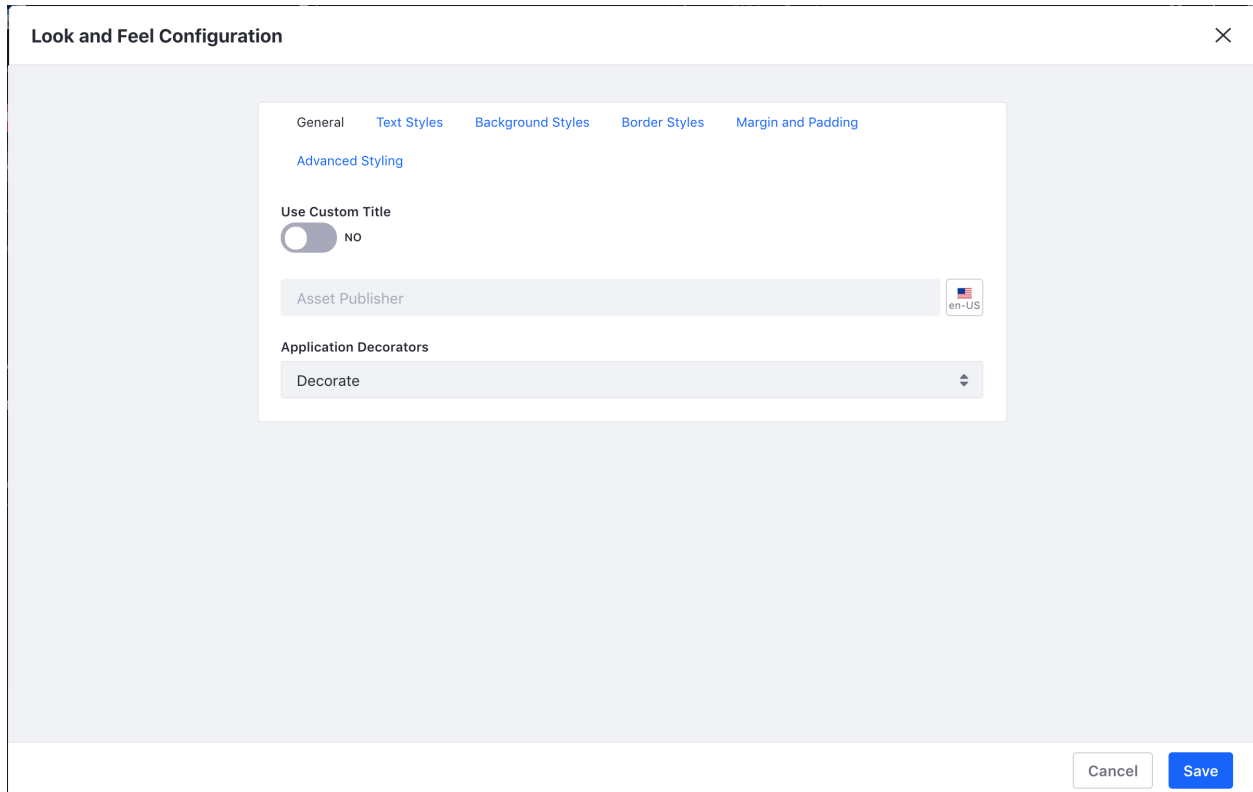 Look and Feel Configuration
General Text Styles Background Styles Border Styles Margin and Padding
Advanced Styling
Use Custom Title
NO
Asset Publisher
en-US
Application Decorators
Decorate
Cancel Save